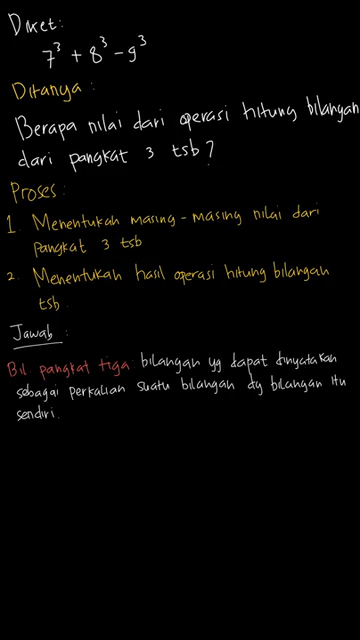 Diket:
7³ + 8³ - 9³
Ditanya :
Berapa nilai dari operasi hitung bilangan
dari pangkat 3 tsb?
Proses:
1. Menentukan masing-masing nilai dari
pangkat 3 tsb
2. Menentukan hasil operasi hitung bilangan
tsb.
Jawab :
Bil. pangkat tiga : bilangan yg dapat dinyatakan
sebagai perkalian suatu bilangan dg bilangan itu
sendiri.